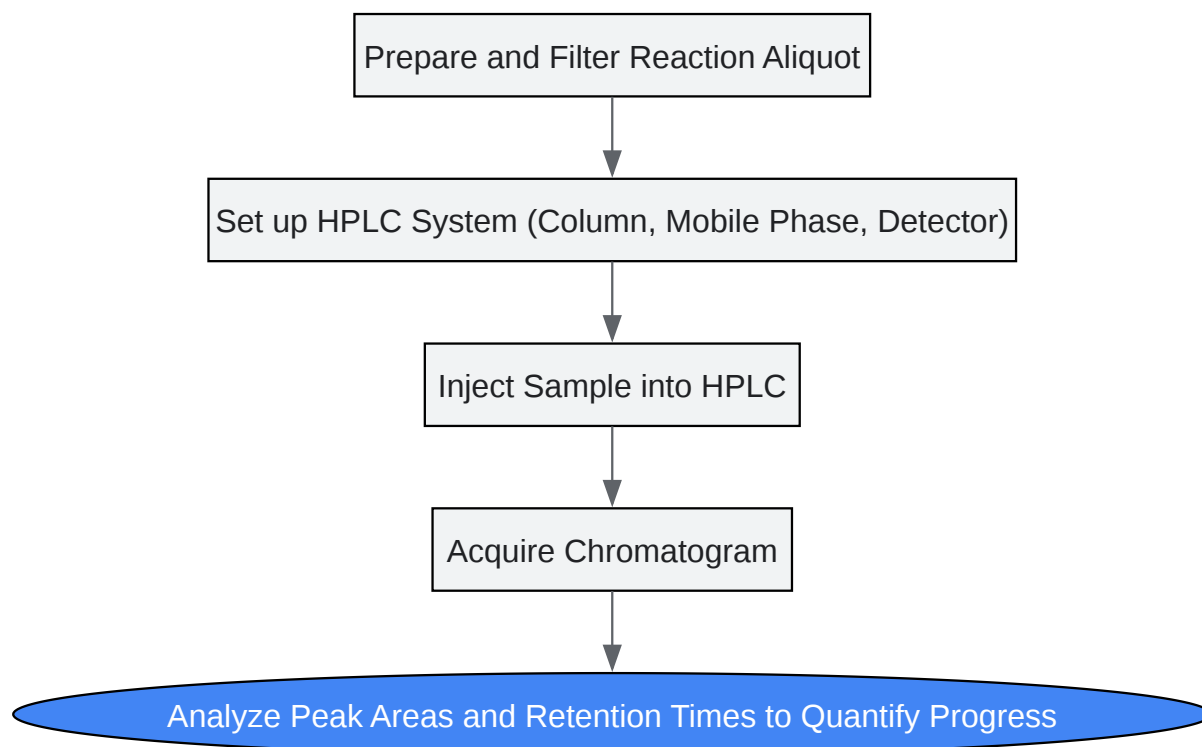 Prepare and Filter Reaction Aliquot
Set up HPLC System (Column, Mobile Phase, Detector)
Inject Sample into HPLC
Acquire Chromatogram
Analyze Peak Areas and Retention Times to Quantify Progress